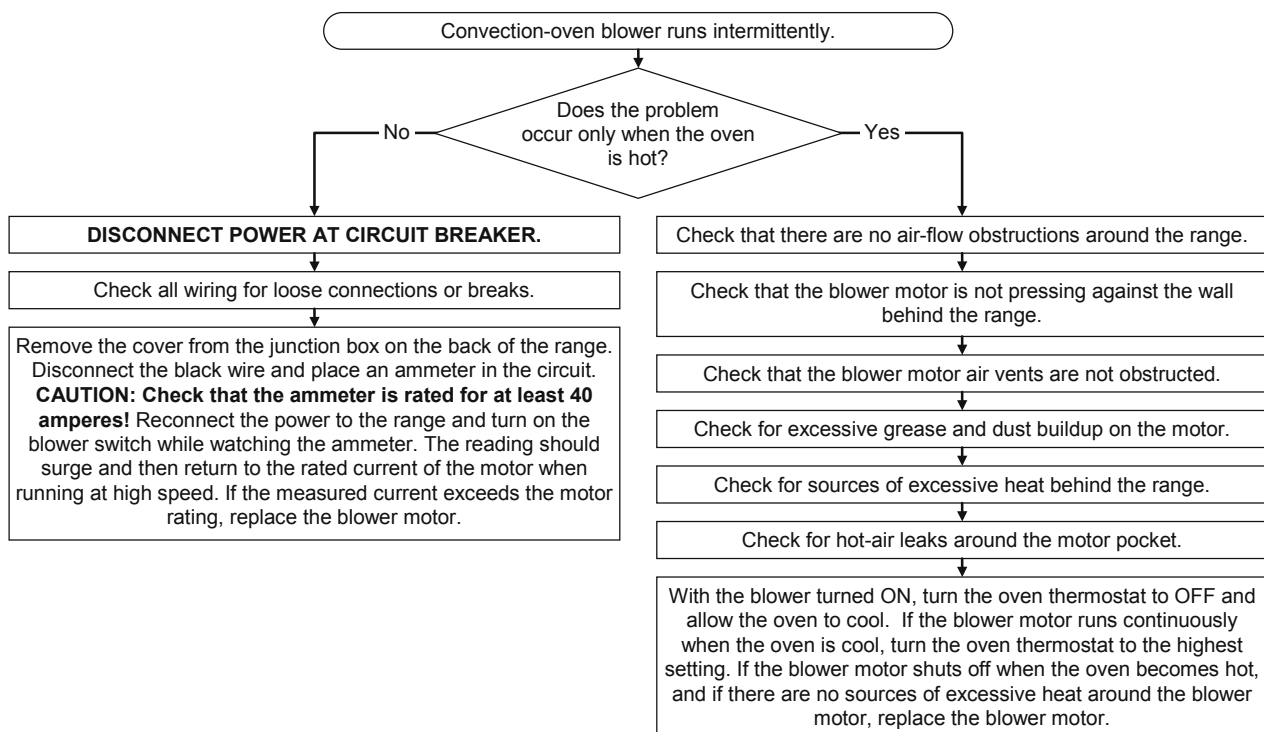 Convection-oven blower runs intermittently.
Does the problem
occur only when the oven
is hot?
No
Yes
DISCONNECT POWER AT CIRCUIT BREAKER.
Check all wiring for loose connections or breaks.
Remove the cover from the junction box on the back of the range.
Disconnect the black wire and place an ammeter in the circuit.
CAUTION: Check that the ammeter is rated for at least 40
amperes! Reconnect the power to the range and turn on the
blower switch while watching the ammeter. The reading should
surge and then return to the rated current of the motor when
running at high speed. If the measured current exceeds the motor
rating, replace the blower motor.
Check that there are no air-flow obstructions around the range.
Check that the blower motor is not pressing against the wall
behind the range.
Check that the blower motor air vents are not obstructed.
Check for excessive grease and dust buildup on the motor.
Check for sources of excessive heat behind the range.
Check for hot-air leaks around the motor pocket.
With the blower turned ON, turn the oven thermostat to OFF and
allow the oven to cool.  If the blower motor runs continuously
when the oven is cool, turn the oven thermostat to the highest
setting. If the blower motor shuts off when the oven becomes hot,
and if there are no sources of excessive heat around the blower
motor, replace the blower motor.